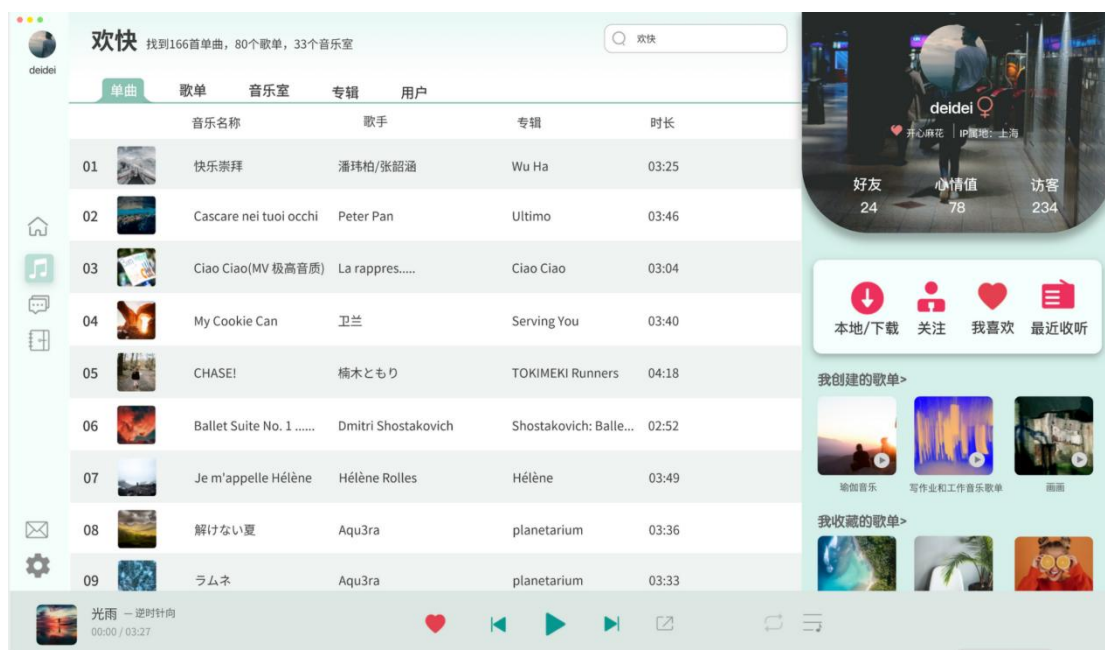 deidei
欢快 找到166首单曲，80个歌单，33个音乐室
欢快
单曲 歌单 音乐室 专辑 用户
音乐名称 歌手 专辑 时长
01 快乐崇拜 潘玮柏/张韶涵 Wu Ha 03:25
02 Cascare nei tuoi occhi Peter Pan Ultimo 03:46
03 Ciao Ciao(MV 极高音质) La rappres..... Ciao Ciao 03:04
04 My Cookie Can 卫兰 Serving You 03:40
05 CHASE! 楠木ともり TOKIMEKI Runners 04:18
06 Ballet Suite No. 1 ...... Dmitri Shostakovich Shostakovich: Balle... 02:52
07 Je m'appelle Hélène Hélène Rolles Hélène 03:49
08 解けない夏 Aqu3ra planetarium 03:36
09 ラムネ Aqu3ra planetarium 03:33
deidei
开心麻花 IP属地：上海
好友 心情值 访客
24 78 234
本地/下载 关注 我喜欢 最近收听
我创建的歌单>
瑜伽音乐 写作业和工作音乐歌单 画画
我收藏的歌单>
光雨 — 逆时针向
00:00 / 03:27